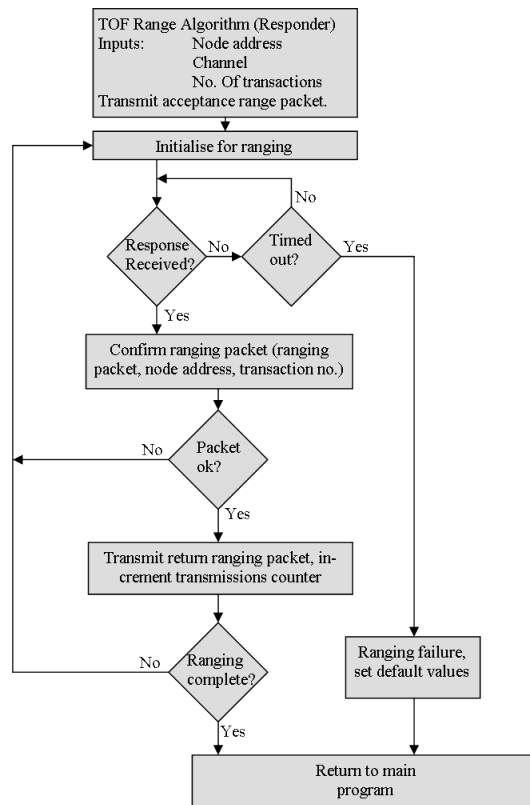 TOF Range Algorithm (Responder)
Inputs: Node address
Channel
No. Of transactions
Transmit acceptance range packet.
Initialise for ranging
No
Response
Received?
No
Timed
out?
Yes
Yes
Confirm ranging packet (ranging
packet, node address, transaction no.)
No
Packet
ok?
Yes
Transmit return ranging packet, in-
crement transmissions counter
No
Ranging
complete?
Ranging failure,
set default values
Yes
Return to main
program